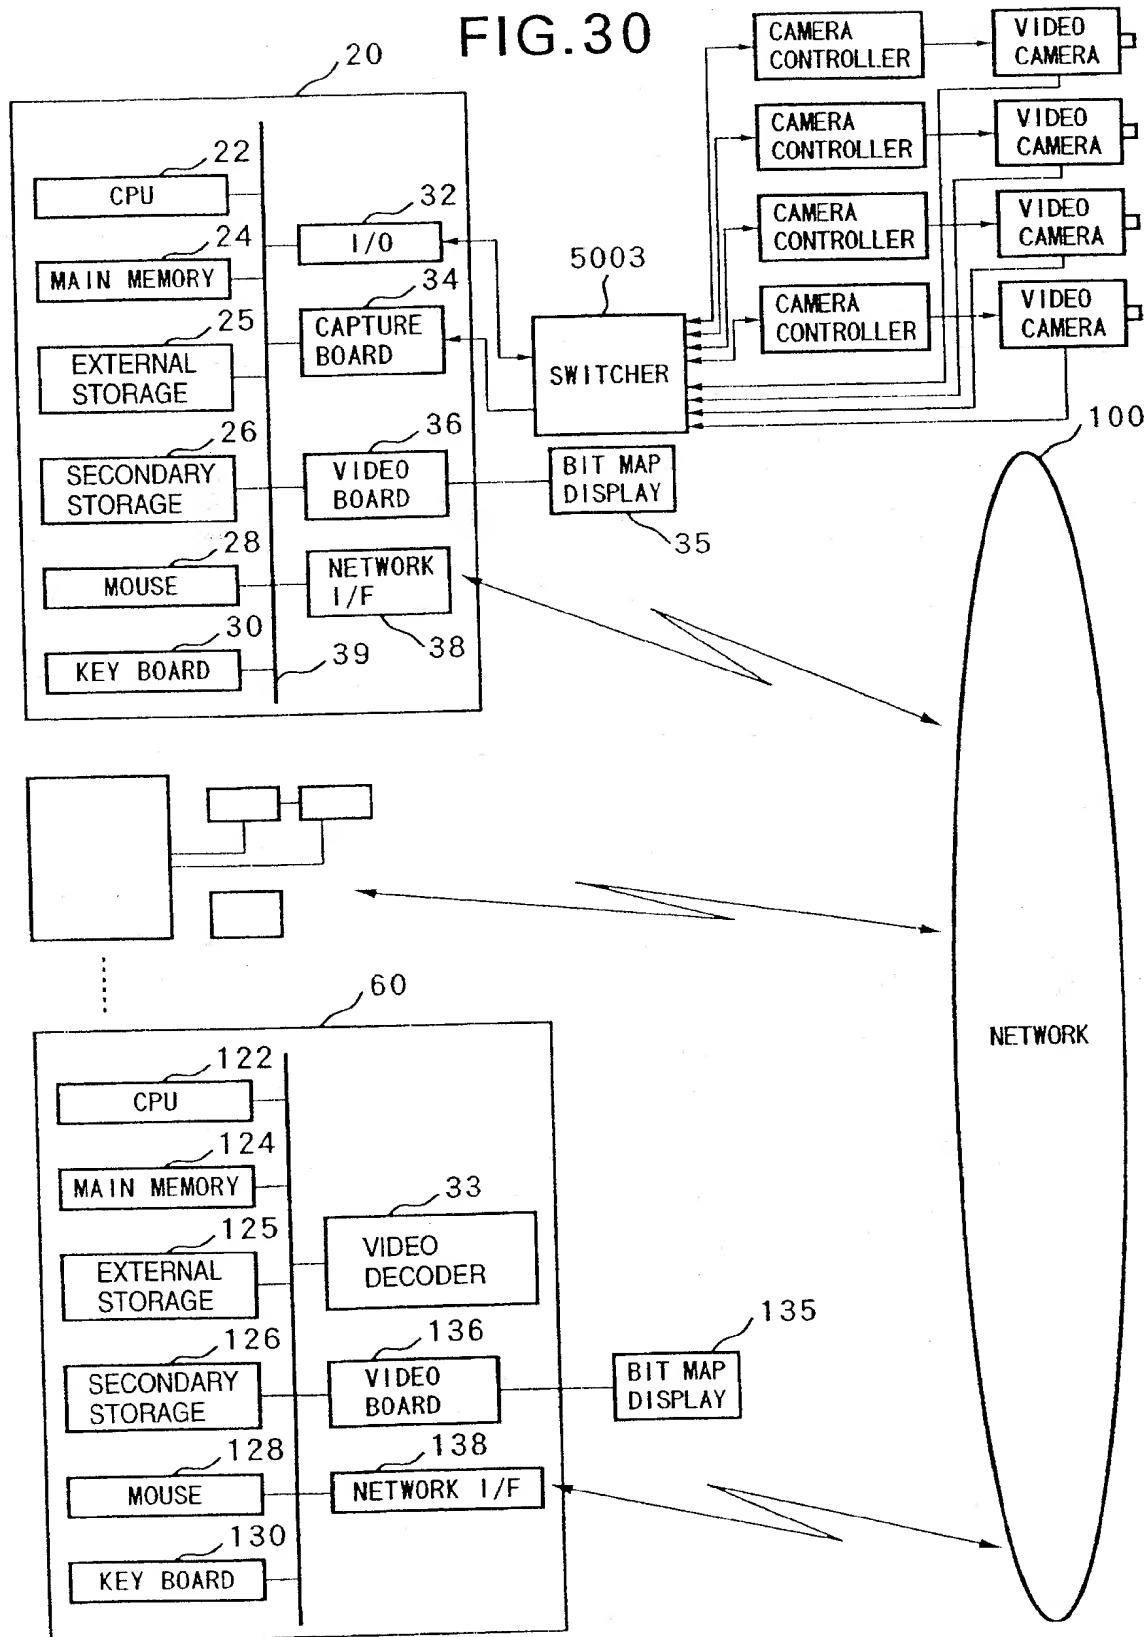 FIG.30
CAMERA
CONTROLLER
VIDEO
CAMERA
CAMERA
CONTROLLER
VIDEO
CAMERA
CAMERA
CONTROLLER
VIDEO
CAMERA
CAMERA
CONTROLLER
VIDEO
CAMERA
20
22
CPU
24
MAIN MEMORY
25
EXTERNAL
STORAGE
26
SECONDARY
STORAGE
28
MOUSE
30
KEY BOARD
32
I/O
34
CAPTURE
BOARD
36
VIDEO
BOARD
NETWORK
I/F
38
39
5003
SWITCHER
BIT MAP
DISPLAY
35
100
NETWORK
60
122
CPU
124
MAIN MEMORY
125
EXTERNAL
STORAGE
126
SECONDARY
STORAGE
128
MOUSE
130
KEY BOARD
33
VIDEO
DECODER
136
VIDEO
BOARD
138
NETWORK I/F
135
BIT MAP
DISPLAY